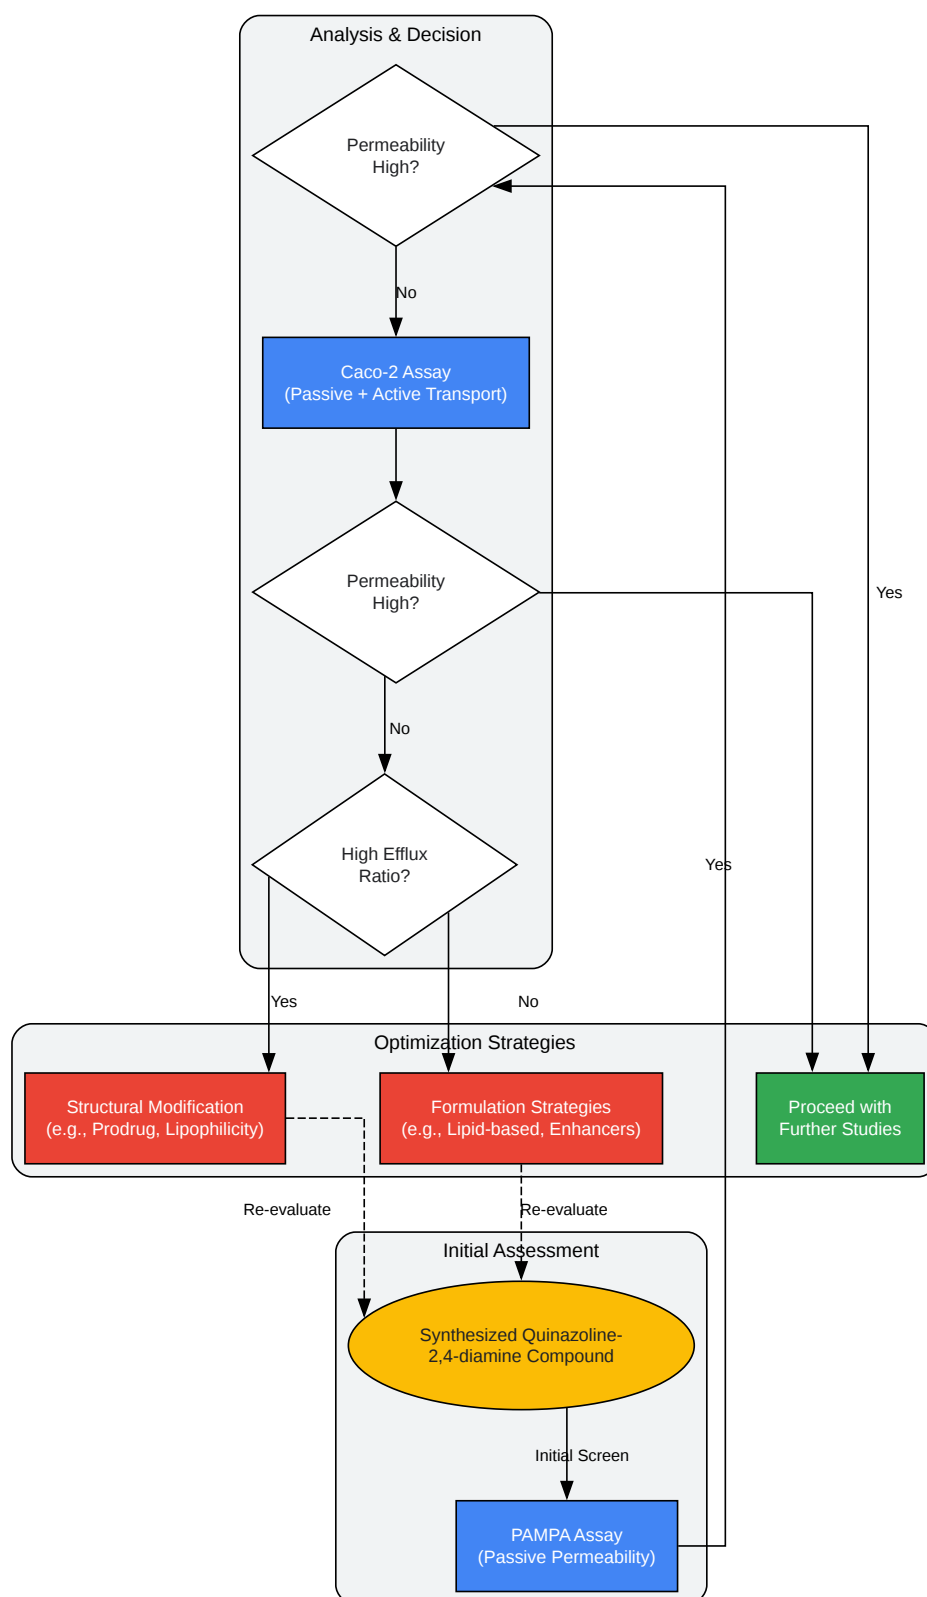 Analysis & Decision
Permeability
High?
No
Caco-2 Assay
(Passive + Active Transport)
Permeability
High?
Yes
No
High Efflux
Ratio?
Yes
Yes
No
Optimization Strategies
Structural Modification
(e.g., Prodrug, Lipophilicity)
Formulation Strategies
(e.g., Lipid-based, Enhancers)
Proceed with
Further Studies
Re-evaluate
Re-evaluate
Initial Assessment
Synthesized Quinazoline-
2,4-diamine Compound
Initial Screen
PAMPA Assay
(Passive Permeability)